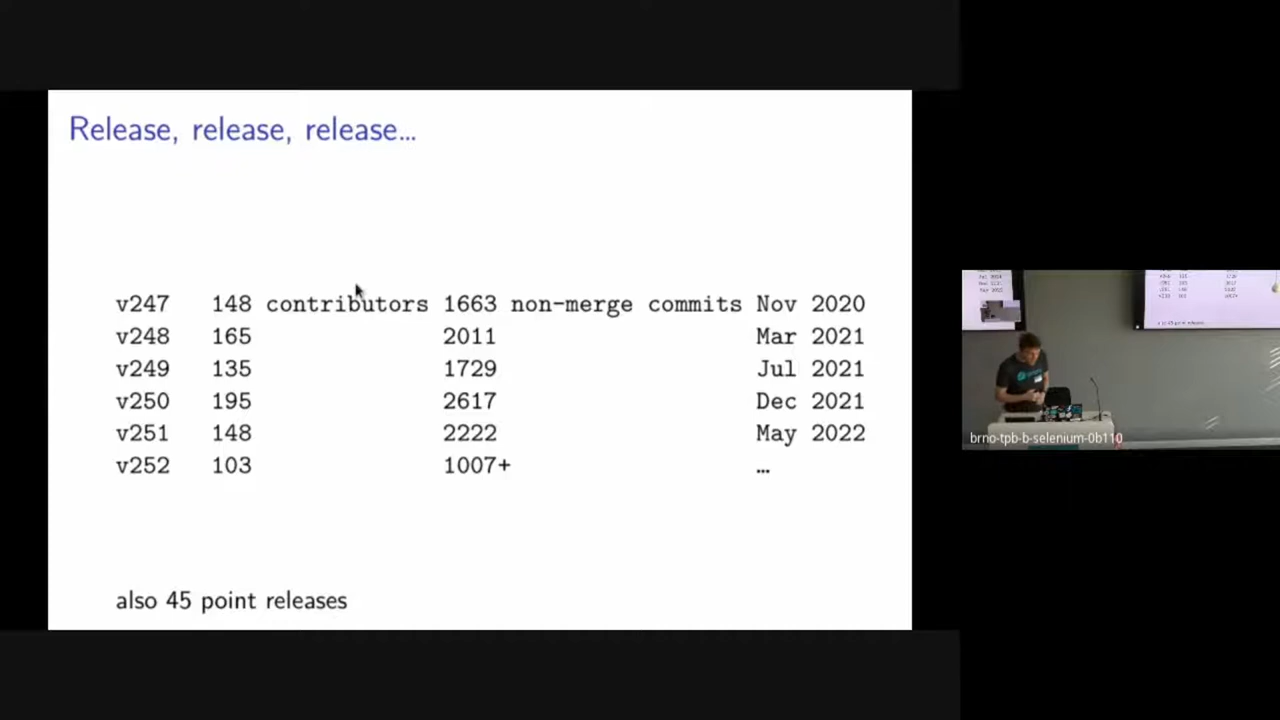 Release, release, release…
v247 148 contributors 1663 non-merge commits Nov 2020
v248 165 2011 Mar 2021
v249 135 1729 Jul 2021
v250 195 2617 Dec 2021
v251 148 2222 May 2022
v252 103 1007+ …
also 45 point releases
brno-tpb-b-selenium-0b110